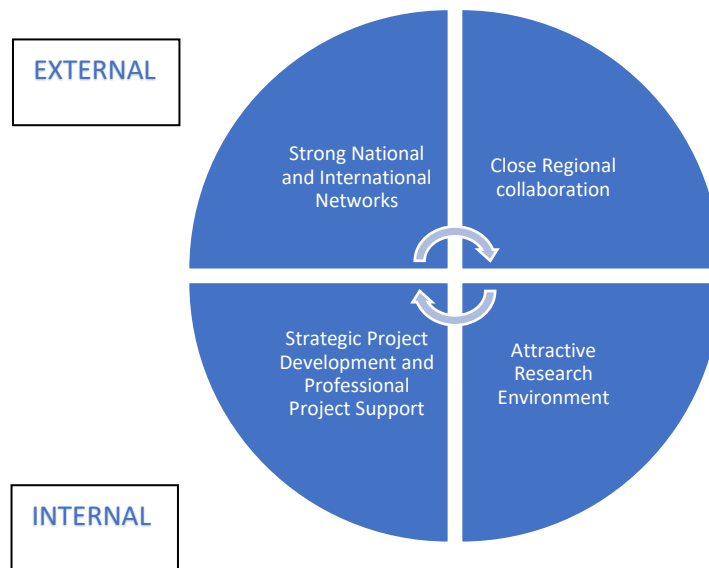 EXTERNAL
Strong National
and International
Networks
Close Regional
collaboration
Strategic Project
Development and
Professional
Project Support
Attractive
Research
Environment
INTERNAL